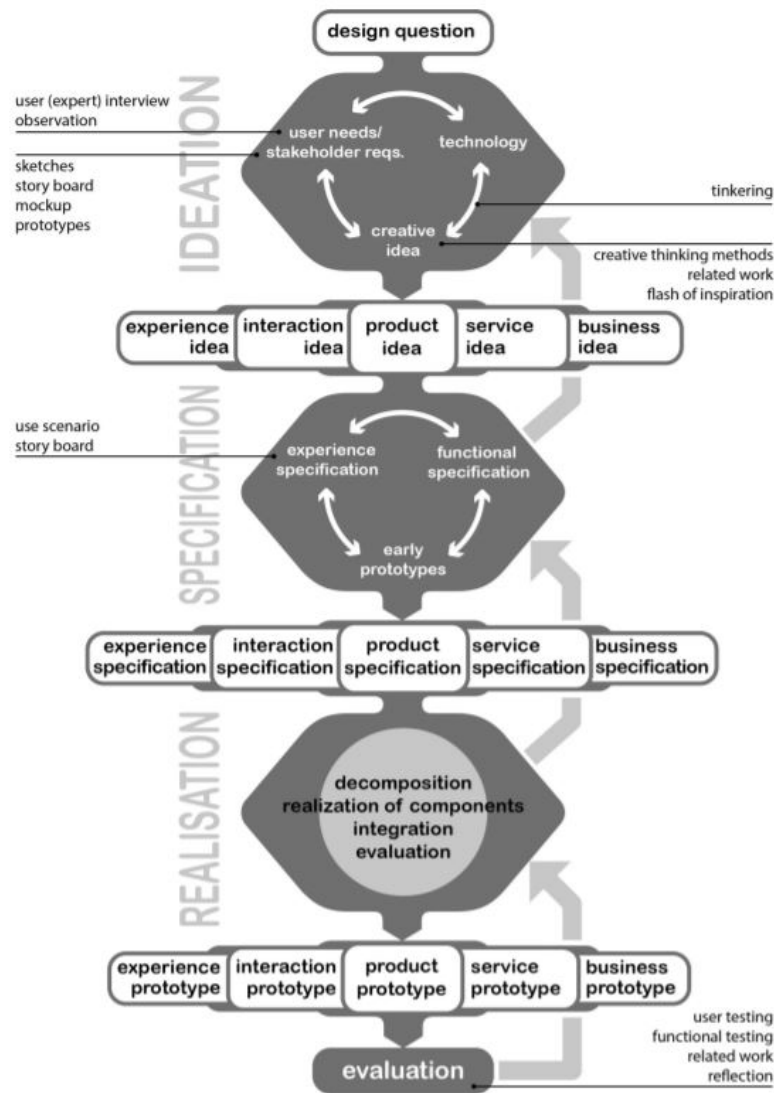 design question
IDEATION
user (expert) interview
observation
sketches
story board
mockup
prototypes
user needs/
stakeholder reqs.
technology
creative
idea
tinkering
creative thinking methods
related work
flash of inspiration
experience
idea
interaction
idea
product
idea
service
idea
business
idea
SPECIFICATION
use scenario
story board
experience
specification
functional
specification
early
prototypes
experience
specification
interaction
specification
product
specification
service
specification
business
specification
REALISATION
decomposition
realization of components
integration
evaluation
experience
prototype
interaction
prototype
product
prototype
service
prototype
business
prototype
evaluation
user testing
functional testing
related work
reflection